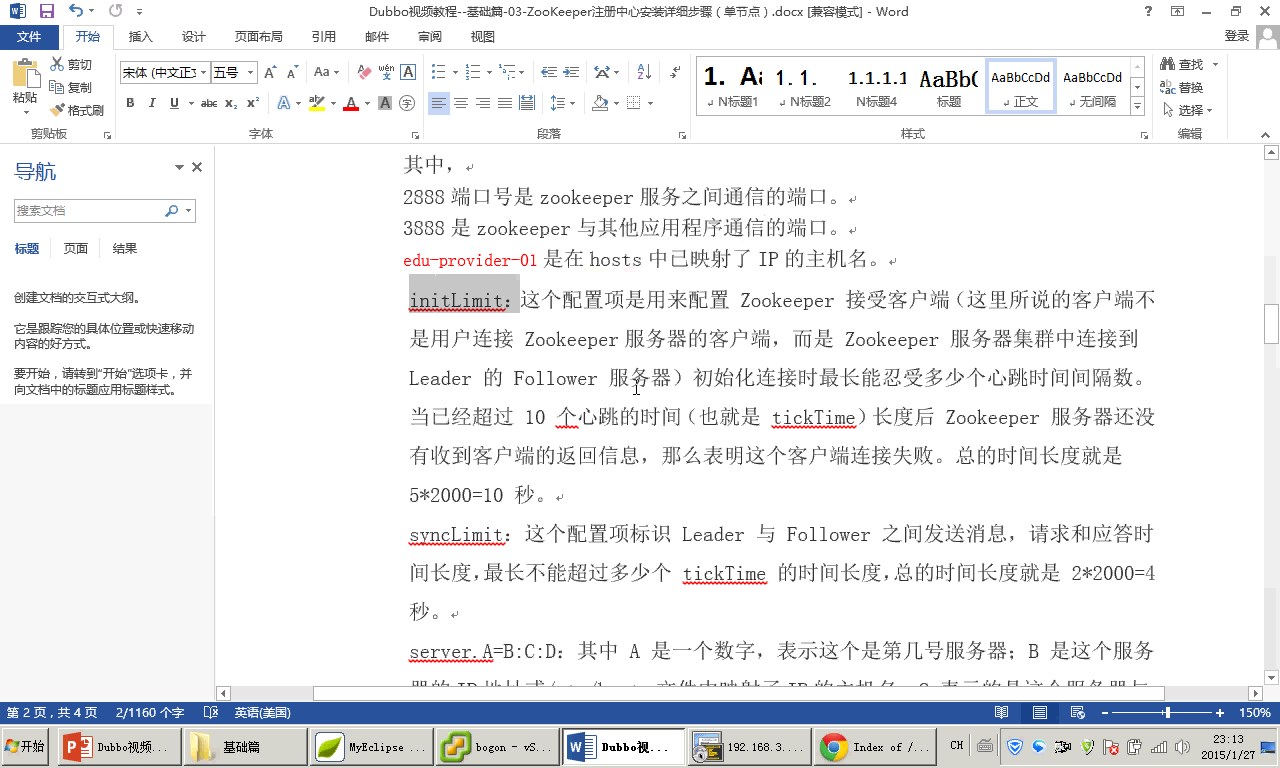 Dubbo视频教程--基础篇-03-ZooKeeper注册中心安装详细步骤（单节点）.docx [兼容模式] - Word
文件 开始 插入 设计 页面布局 引用 邮件 审阅 视图 登录
粘贴 剪切 复制 格式刷
宋体 (中文正文 五号
剪贴板 字体 段落 样式 编辑
1. Aa 1. 1. 1.1.1.1 AaBb( 标题 AaBbCcDd AaBbCcDd
N标题1 N标题2 N标题4 标题 正文 无间隔
查找
替换
选择
导航
搜索文档
标题 页面 结果
创建文档的交互式大纲。
它是跟踪您的具体位置或快速移动
内容的好方式。
要开始，请转到“开始”选项卡，并
向文档中的标题应用标题样式。
其中，
2888 端口号是 zookeeper 服务之间通信的端口。
3888 是 zookeeper 与其他应用程序通信的端口。
edu-provider-01 是在 hosts 中已映射了 IP 的主机名。
initLimit：这个配置项是用来配置 Zookeeper 接受客户端（这里所说的客户端不
是用户连接 Zookeeper 服务器的客户端，而是 Zookeeper 服务器集群中连接到
Leader 的 Follower 服务器）初始化连接时最长能忍受多少个心跳时间间隔数。
当已经超过 10 个心跳的时间（也就是 tickTime）长度后 Zookeeper 服务器还没
有收到客户端的返回信息，那么表明这个客户端连接失败。总的时间长度就是
5*2000=10 秒。
syncLimit：这个配置项标识 Leader 与 Follower 之间发送消息，请求和应答时
间长度，最长不能超过多少个 tickTime 的时间长度，总的时间长度就是 2*2000=4
秒。
server.A=B:C:D：其中 A 是一个数字，表示这个是第几号服务器；B 是这个服务
第 2 页，共 4 页 2/1160 个字 英语(美国) 150%
开始 Dubbo视频... 基础篇 MyEclipse ... bogon - vS... Dubbo视... 192.168.... Index of /... CH 23:13
2015/1/27